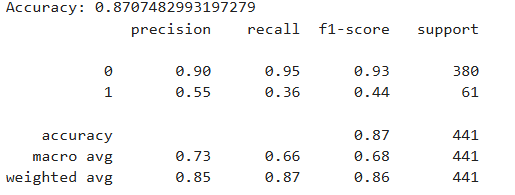 Accuracy: 0.8707482993197279
precision recall f1-score support
0 0.90 0.95 0.93 380
1 0.55 0.36 0.44 61
accuracy 0.87 441
macro avg 0.73 0.66 0.68 441
weighted avg 0.85 0.87 0.86 441